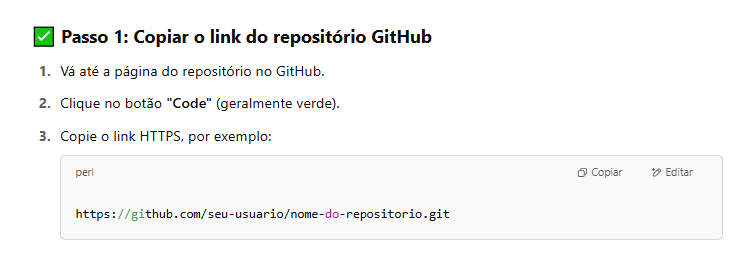 ✅ Passo 1: Copiar o link do repositório GitHub
1. Vá até a página do repositório no GitHub.
2. Clique no botão "Code" (geralmente verde).
3. Copie o link HTTPS, por exemplo:
perl Copiar Editar
https://github.com/seu-usuario/nome-do-repositorio.git